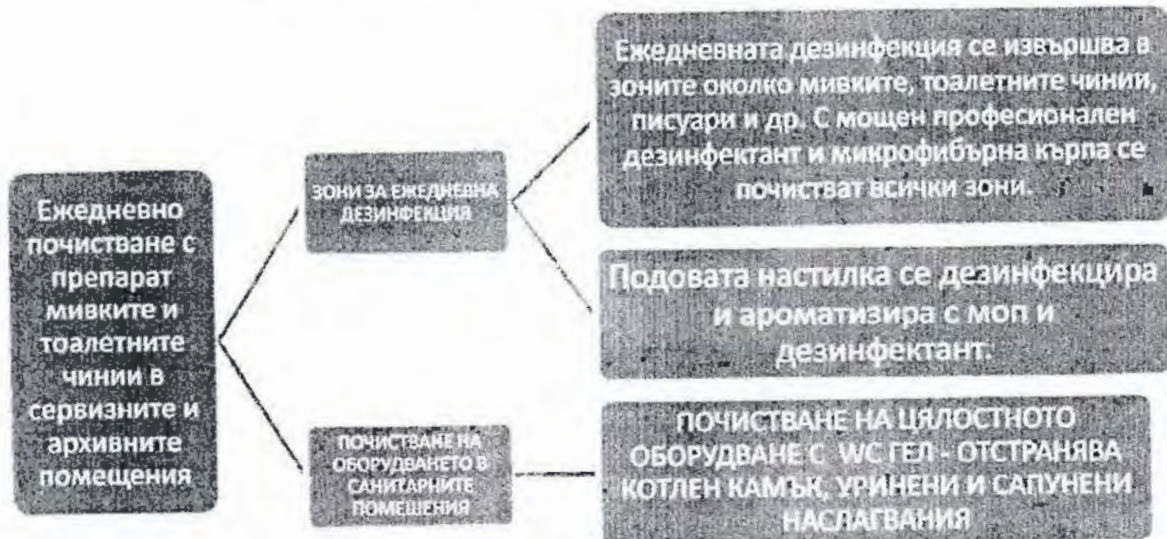 Ежедневно
почистване с
препарат
мивките и
тоалетните
чинии в
сервизните и
архивните
помещения
ЗОНИ ЗА ЕЖЕДНЕВНА
ДЕЗИНФЕКЦИЯ
Ежедневната дезинфекция се извършва в
зоните около мивките, тоалетните чинии,
писуари и др. С мощен професионален
дезинфектант и микрофибърна кърпа се
почистват всички зони.
Подовата настилка се дезинфекцира
и ароматизира с моп и
дезинфектант.
ПОЧИСТВАНЕ НА
ОБОРУДВАНЕТО В
САНИТАРНИТЕ
ПОМЕЩЕНИЯ
ПОЧИСТВАНЕ НА ЦЯЛОСТНОТО
ОБОРУДВАНЕ С WC ГЕЛ - ОТСТРАНЯВА
КОТЛЕН КАМЪК, УРИНЕНИ И САПУНЕНИ
НАСЛАГВАНИЯ